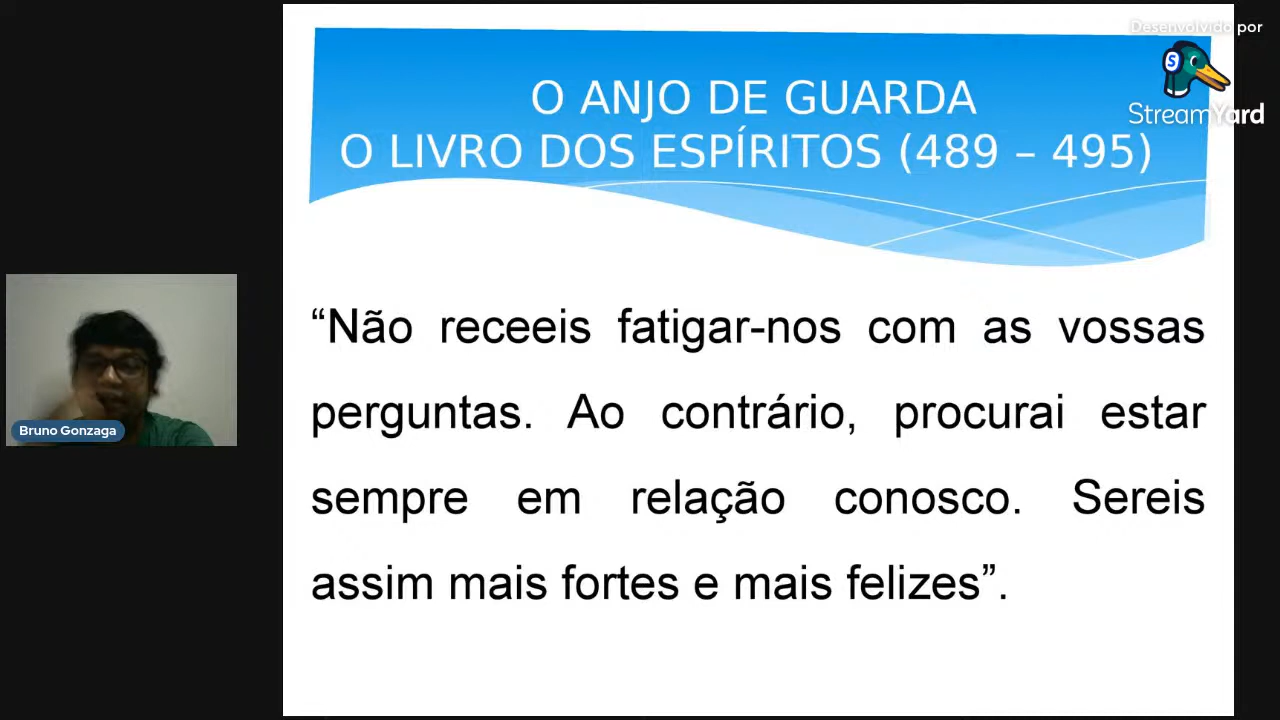 Desenvolvido por
StreamYard
O ANJO DE GUARDA
O LIVRO DOS ESPÍRITOS (489 – 495)
“Não receeis fatigar-nos com as vossas
perguntas. Ao contrário, procurai estar
sempre em relação conosco. Sereis
assim mais fortes e mais felizes”.
Bruno Gonzaga